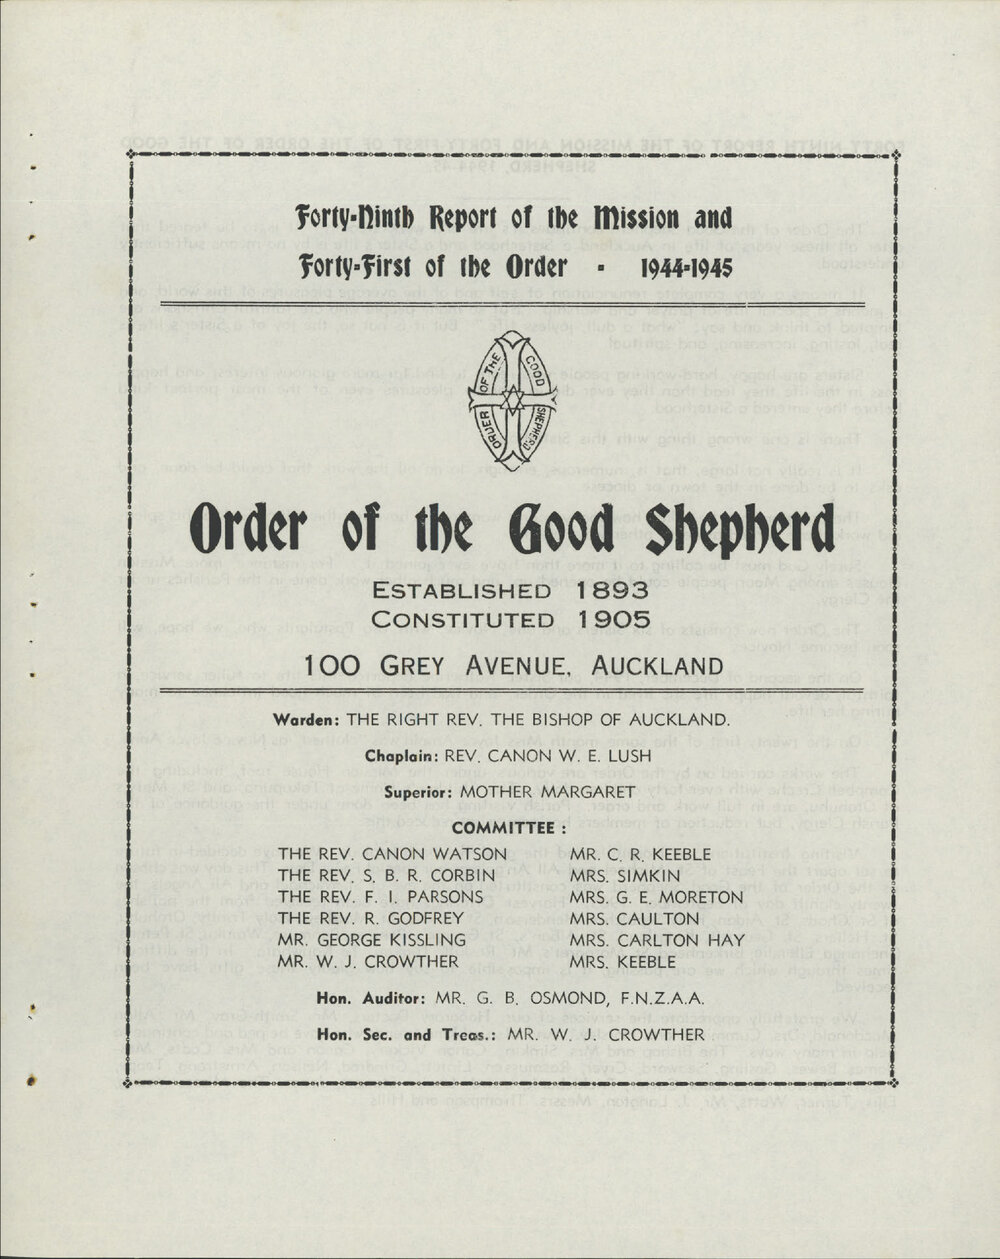 Forty-Ninth Report of the Mission and
Forty-First of the Order - 1944-1945
ORDER OF THE GOOD SHEPHERD
Order of the Good Shepherd
ESTABLISHED 1893
CONSTITUTED 1905
100 GREY AVENUE, AUCKLAND
Warden: THE RIGHT REV. THE BISHOP OF AUCKLAND.
Chaplain: REV. CANON W. E. LUSH
Superior: MOTHER MARGARET
COMMITTEE :
THE REV. CANON WATSON MR. C. R. KEEBLE
THE REV. S. B. R. CORBIN MRS. SIMKIN
THE REV. F. I. PARSONS MRS. G. E. MORETON
THE REV. R. GODFREY MRS. CAULTON
MR. GEORGE KISSLING MRS. CARLTON HAY
MR. W. J. CROWTHER MRS. KEEBLE
Hon. Auditor: MR. G. B. OSMOND, F.N.Z.A.A.
Hon. Sec. and Treas.: MR. W. J. CROWTHER